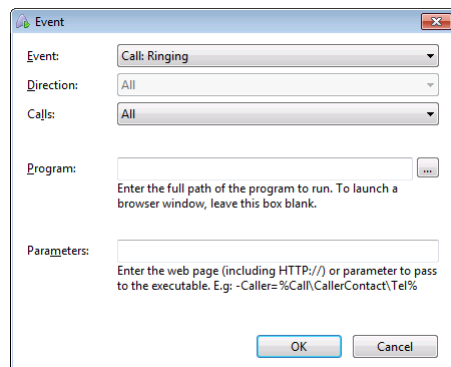 Event
Event: Call: Ringing
Direction: All
Calls: All
Program: ...
Enter the full path of the program to run. To launch a
browser window, leave this box blank.
Parameters:
Enter the web page (including HTTP://) or parameter to pass
to the executable. E.g: -Caller=%Call\CallerContact\Tel%
OK Cancel